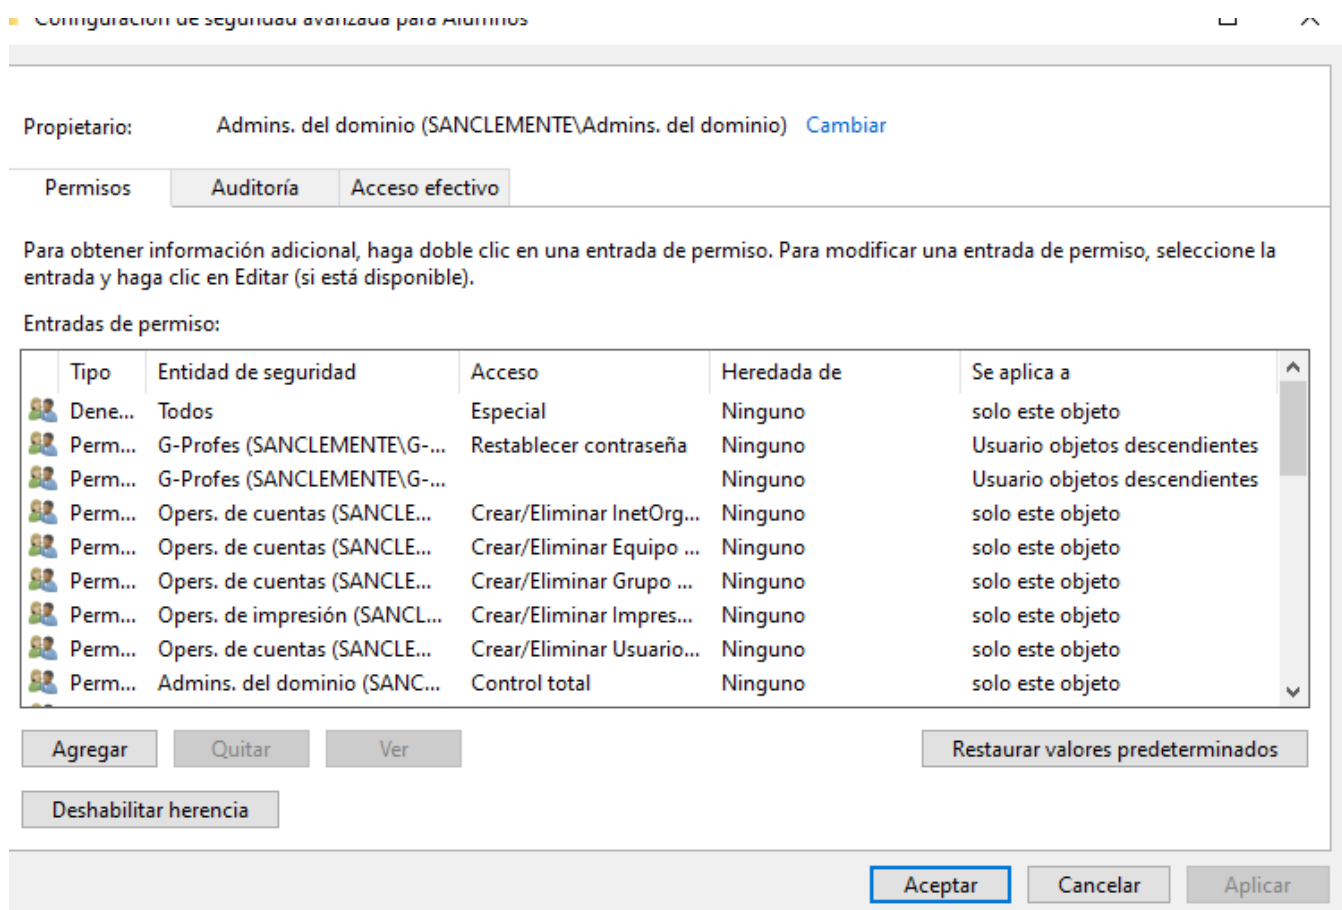 Configuración de seguridad avanzada para Alumnos
Propietario: Admins. del dominio (SANCLEMENTE\Admins. del dominio) Cambiar
Permisos Auditoría Acceso efectivo
Para obtener información adicional, haga doble clic en una entrada de permiso. Para modificar una entrada de permiso, seleccione la
entrada y haga clic en Editar (si está disponible).
Entradas de permiso:
Tipo Entidad de seguridad Acceso Heredada de Se aplica a
Dene... Todos Especial Ninguno solo este objeto
Perm... G-Profes (SANCLEMENTE\G-... Restablecer contraseña Ninguno Usuario objetos descendientes
Perm... G-Profes (SANCLEMENTE\G-... Ninguno Usuario objetos descendientes
Perm... Opers. de cuentas (SANCLE... Crear/Eliminar InetOrg... Ninguno solo este objeto
Perm... Opers. de cuentas (SANCLE... Crear/Eliminar Equipo ... Ninguno solo este objeto
Perm... Opers. de cuentas (SANCLE... Crear/Eliminar Grupo ... Ninguno solo este objeto
Perm... Opers. de impresión (SANCL... Crear/Eliminar Impres... Ninguno solo este objeto
Perm... Opers. de cuentas (SANCLE... Crear/Eliminar Usuario... Ninguno solo este objeto
Perm... Admins. del dominio (SANC... Control total Ninguno solo este objeto
Agregar Quitar Ver Restaurar valores predeterminados
Deshabilitar herencia
Aceptar Cancelar Aplicar